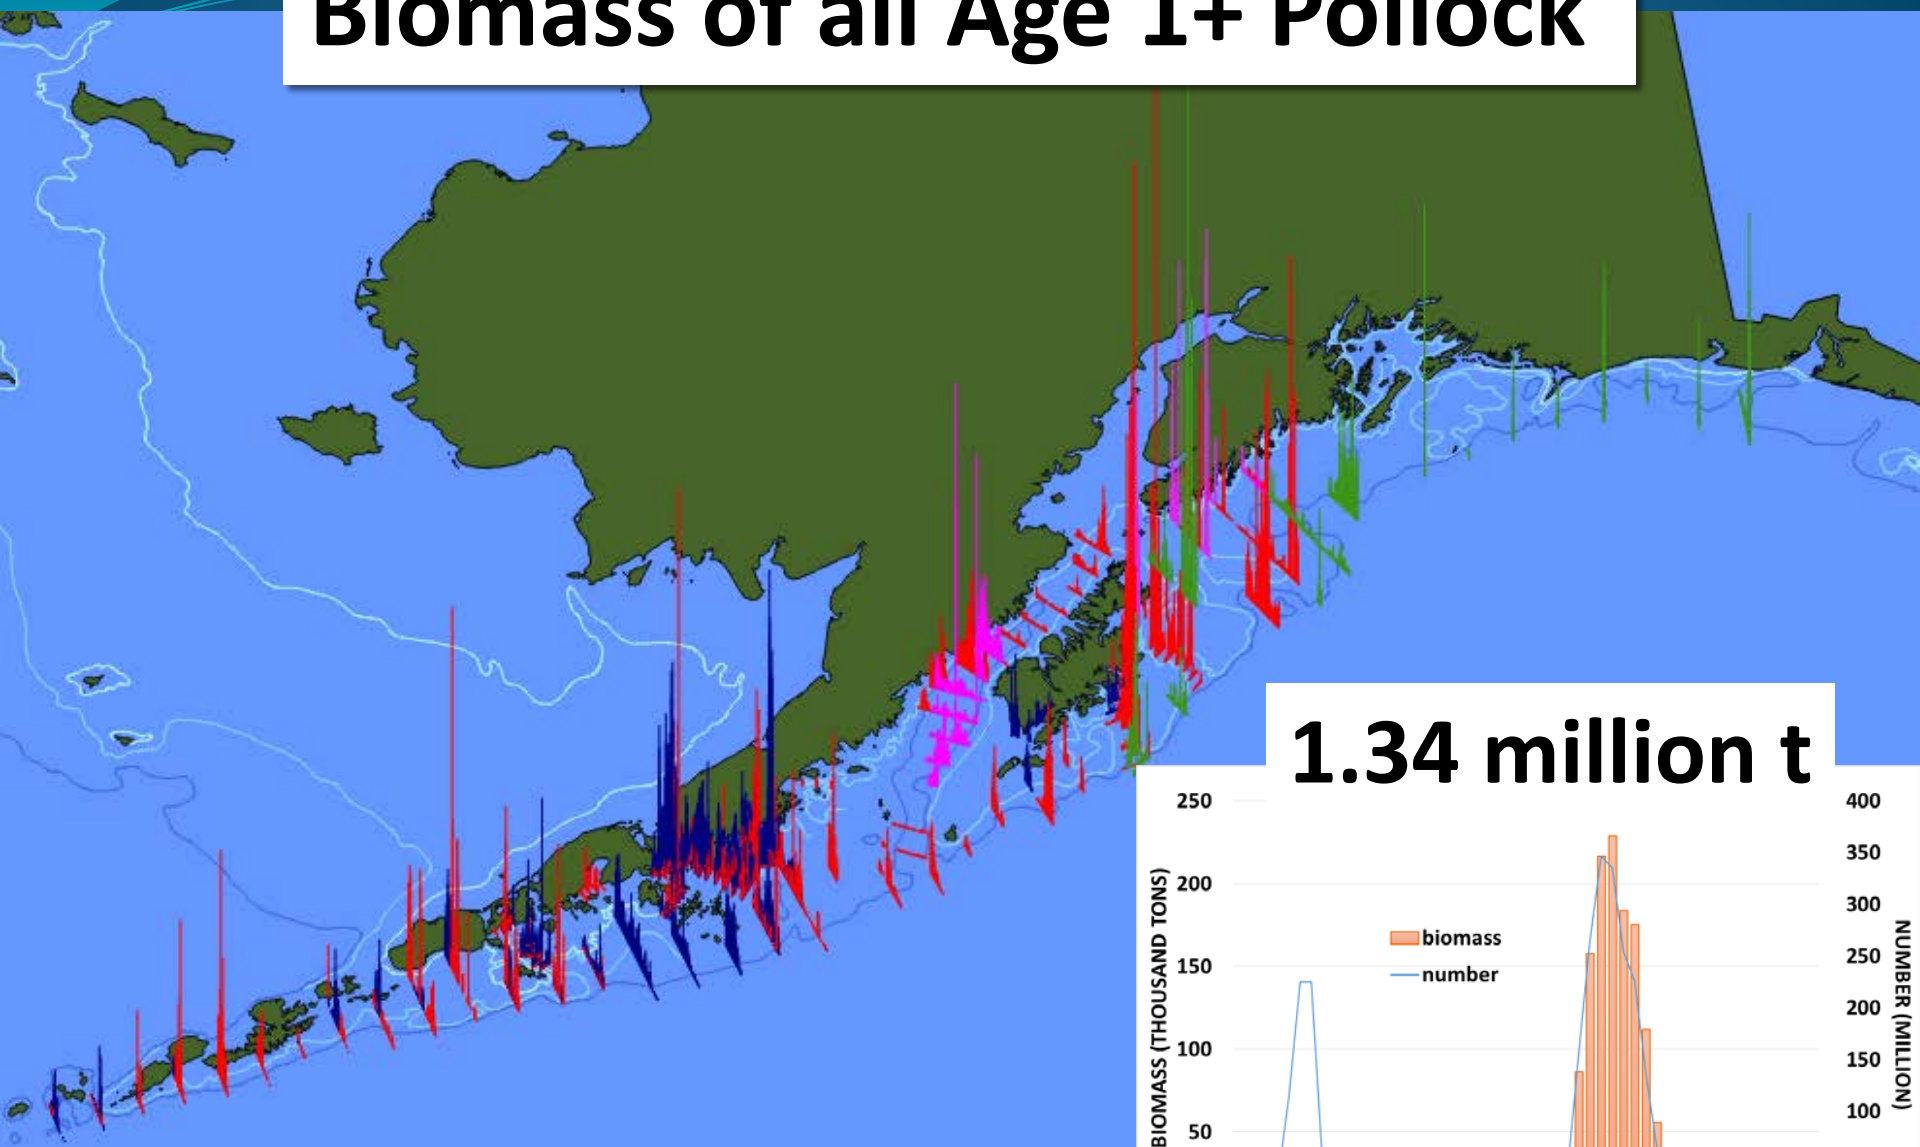 Biomass of all Age 1+ Pollock
1.34 million t
250
200
150
100
50
BIOMASS (THOUSAND TONS)
biomass
number
400
350
300
250
200
150
100
NUMBER (MILLION)